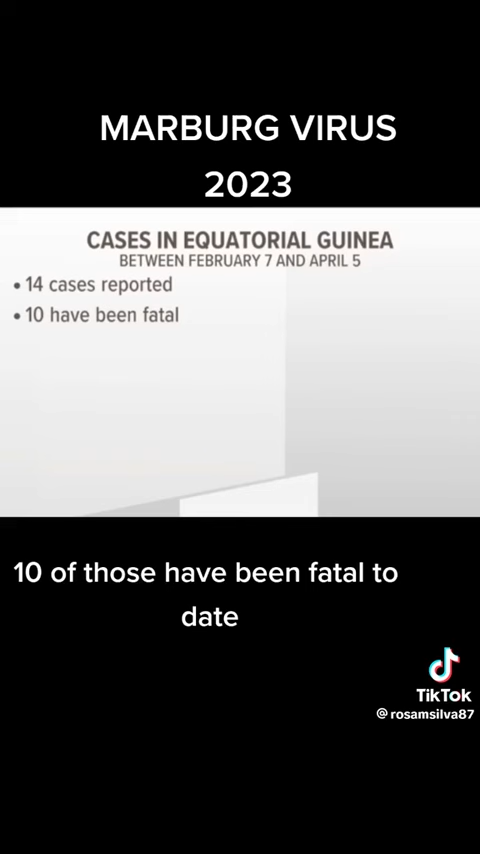 MARBURG VIRUS
2023
CASES IN EQUATORIAL GUINEA
BETWEEN FEBRUARY 7 AND APRIL 5
• 14 cases reported
• 10 have been fatal
10 of those have been fatal to
date
TikTok
@rosamsilva87